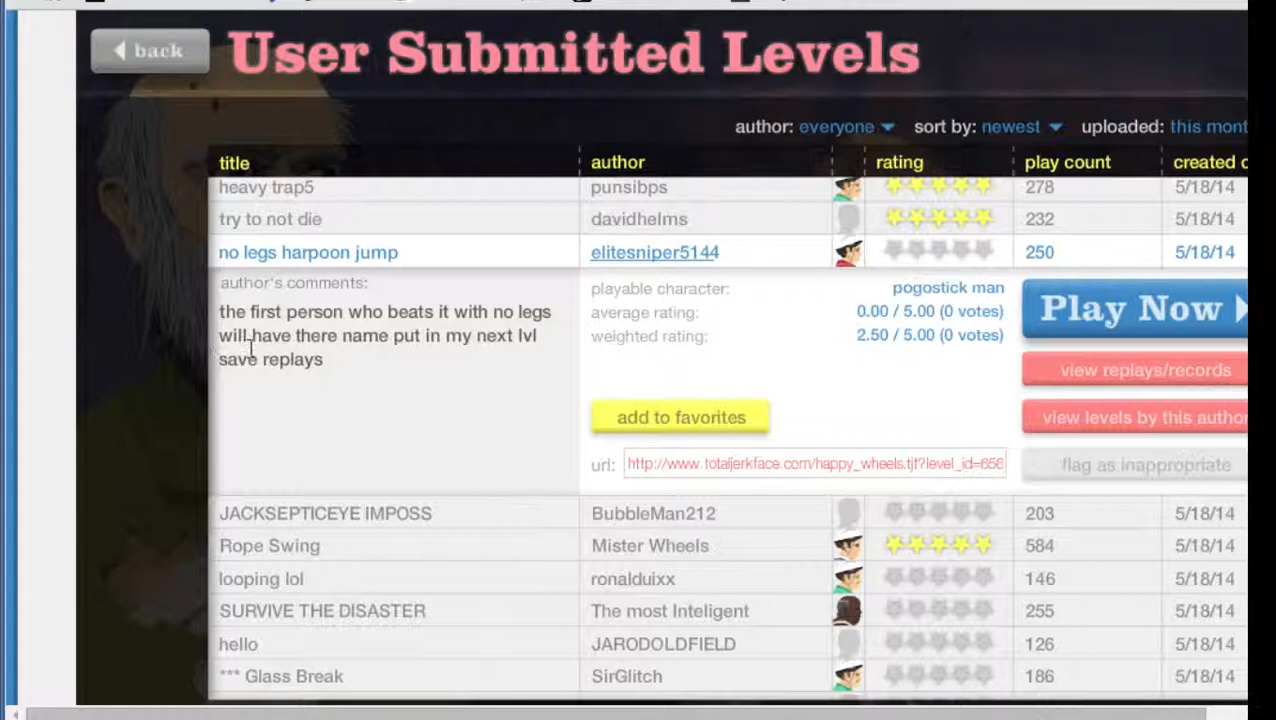 back
User Submitted Levels
author: everyone sort by: newest uploaded: this mont
title author rating play count created o
heavy trap5 punsibps 278 5/18/14
try to not die davidhelms 232 5/18/14
no legs harpoon jump elitesniper5144 250 5/18/14
author's comments:
the first person who beats it with no legs
will have there name put in my next lvl
save replays
playable character: pogostick man
average rating: 0.00 / 5.00 (0 votes)
weighted rating: 2.50 / 5.00 (0 votes)
add to favorites
url: http://www.totaljerkface.com/happy_wheels.tjf?level_id=656
Play Now
view replays/records
view levels by this author
flag as inappropriate
JACKSEPTICEYE IMPOSS BubbleMan212 203 5/18/14
Rope Swing Mister Wheels 584 5/18/14
looping lol ronalduixx 146 5/18/14
SURVIVE THE DISASTER The most Inteligent 255 5/18/14
hello JARODOLDFIELD 126 5/18/14
*** Glass Break SirGlitch 186 5/18/14